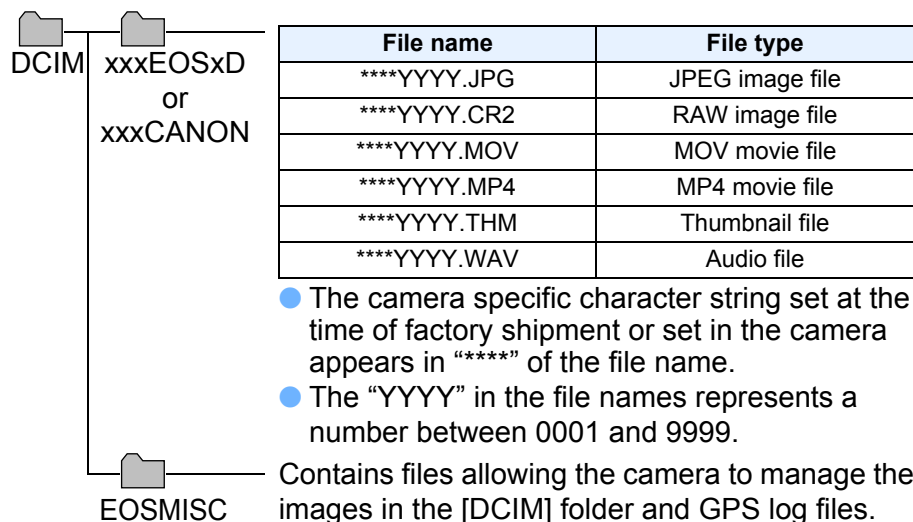 DCIM
xxxEOSxD
or
xxxCANON
File name File type
****YYYY.JPG JPEG image file
****YYYY.CR2 RAW image file
****YYYY.MOV MOV movie file
****YYYY.MP4 MP4 movie file
****YYYY.THM Thumbnail file
****YYYY.WAV Audio file
● The camera specific character string set at the
time of factory shipment or set in the camera
appears in “****” of the file name.
● The “YYYY” in the file names represents a
number between 0001 and 9999.
EOSMISC
Contains files allowing the camera to manage the
images in the [DCIM] folder and GPS log files.